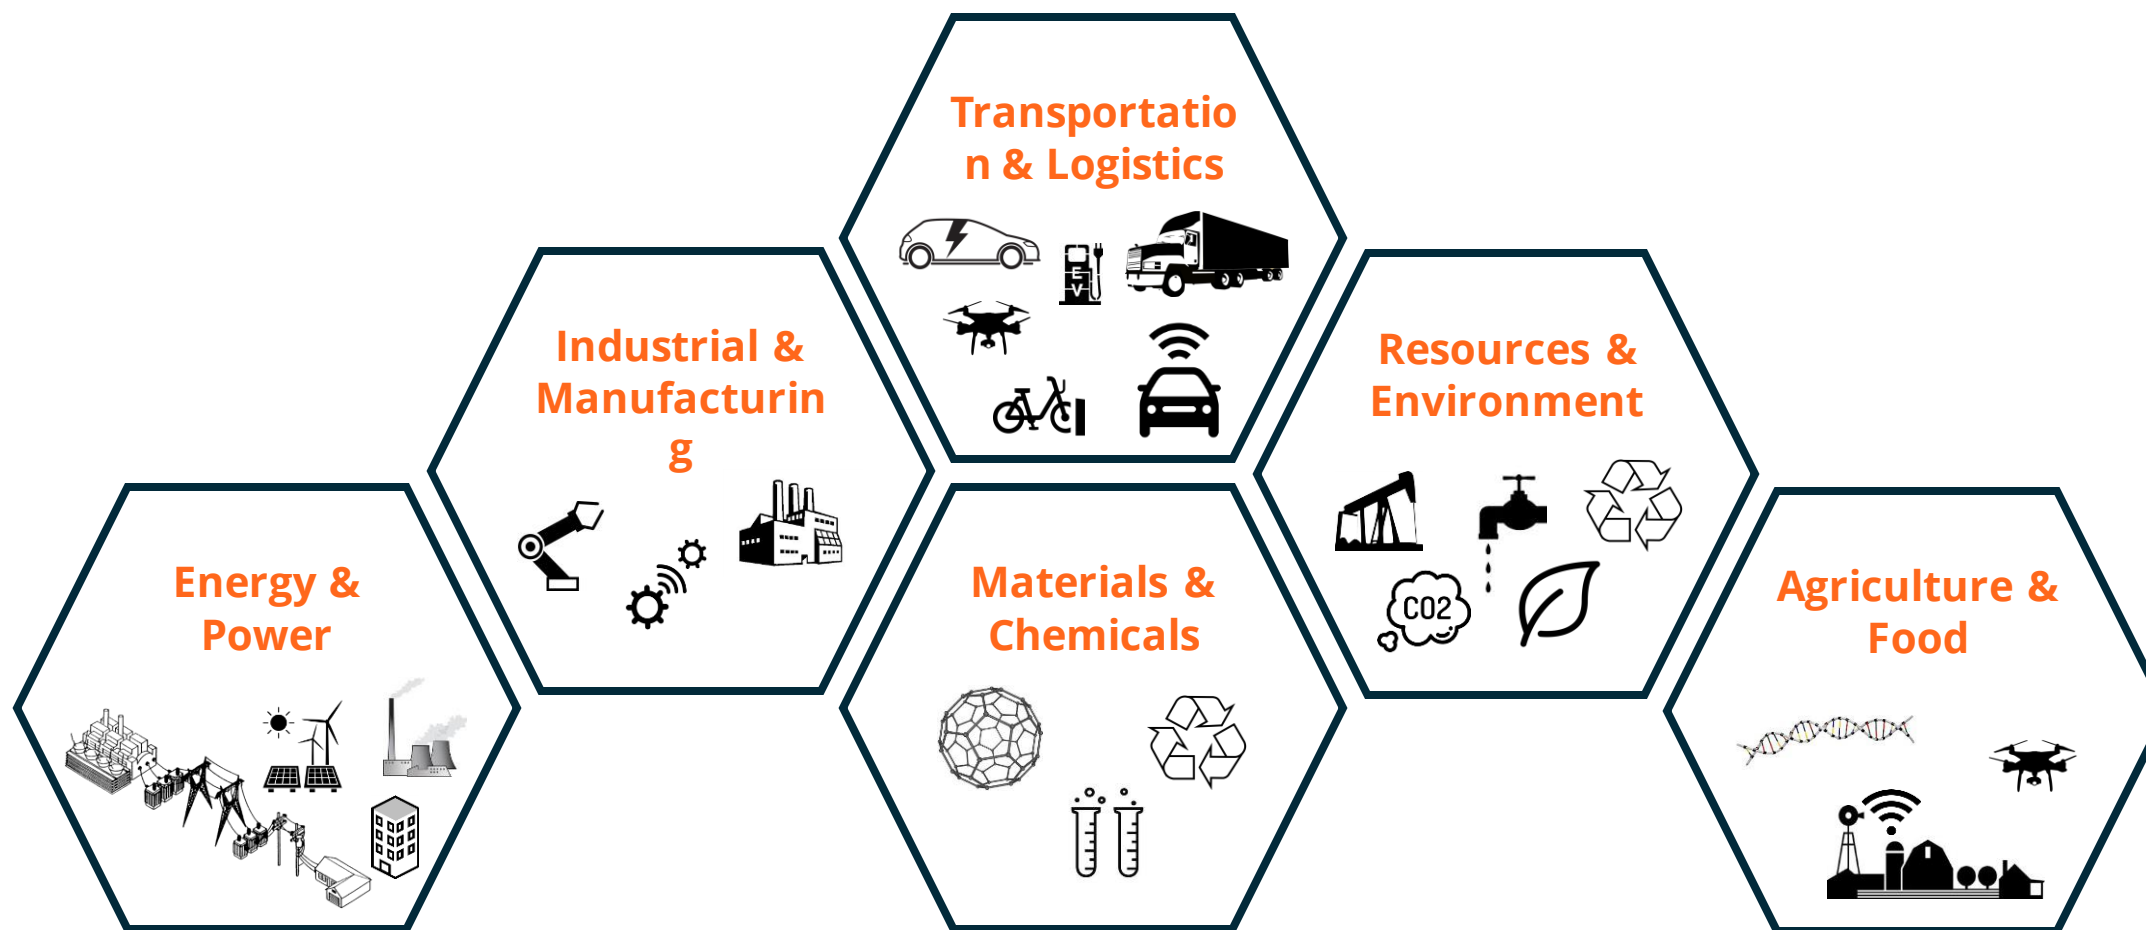 Transportatio
n & Logistics
E
V
Industrial &
Manufacturin
g
Resources &
Environment
CO2
Energy &
Power
Materials &
Chemicals
Agriculture &
Food